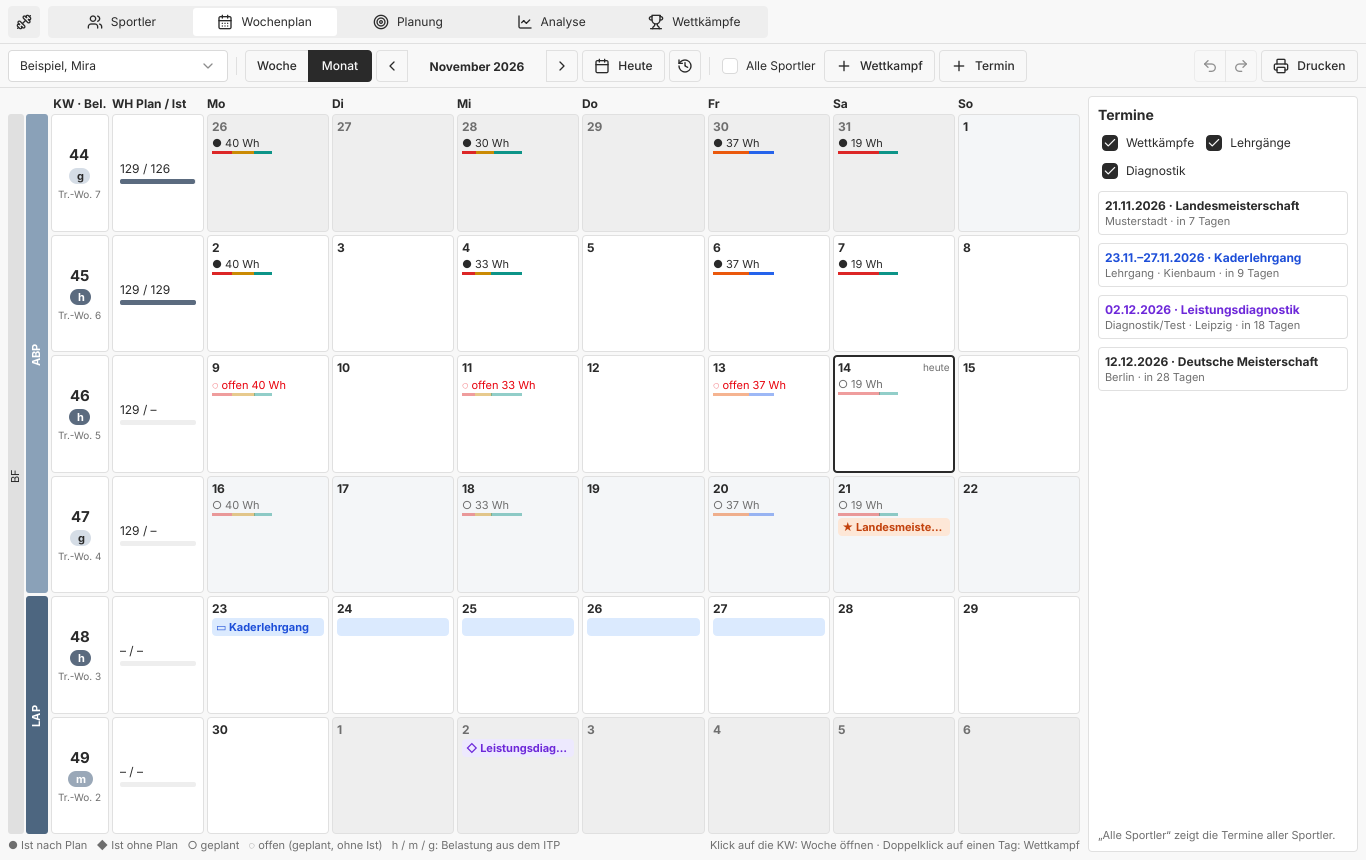 Sportler
Wochenplan
Planung
Analyse
Wettkämpfe
Beispiel, Mira
Woche
Monat
November 2026
Heute
Alle Sportler
Wettkampf
Termin
Drucken
KW · Bel. WH Plan / Ist Mo Di Mi Do Fr Sa So
BF
ABP
LAP
44
g
Tr.-Wo. 7
129 / 126
26
40 Wh
27
28
30 Wh
29
30
37 Wh
31
19 Wh
1
45
h
Tr.-Wo. 6
129 / 129
2
40 Wh
3
4
33 Wh
5
6
37 Wh
7
19 Wh
8
46
h
Tr.-Wo. 5
129 / –
9
offen 40 Wh
10
11
offen 33 Wh
12
13
offen 37 Wh
14 heute
19 Wh
15
47
g
Tr.-Wo. 4
129 / –
16
40 Wh
17
18
33 Wh
19
20
37 Wh
21
19 Wh
★ Landesmeiste…
22
48
h
Tr.-Wo. 3
– / –
23
Kaderlehrgang
24
25
26
27
28
29
49
m
Tr.-Wo. 2
– / –
30
1
2
Leistungsdiag…
3
4
5
6
Ist nach Plan Ist ohne Plan geplant offen (geplant, ohne Ist) h / m / g: Belastung aus dem ITP
Klick auf die KW: Woche öffnen · Doppelklick auf einen Tag: Wettkampf
Termine
Wettkämpfe Lehrgänge
Diagnostik
21.11.2026 · Landesmeisterschaft
Musterstadt · in 7 Tagen
23.11.–27.11.2026 · Kaderlehrgang
Lehrgang · Kienbaum · in 9 Tagen
02.12.2026 · Leistungsdiagnostik
Diagnostik/Test · Leipzig · in 18 Tagen
12.12.2026 · Deutsche Meisterschaft
Berlin · in 28 Tagen
„Alle Sportler“ zeigt die Termine aller Sportler.